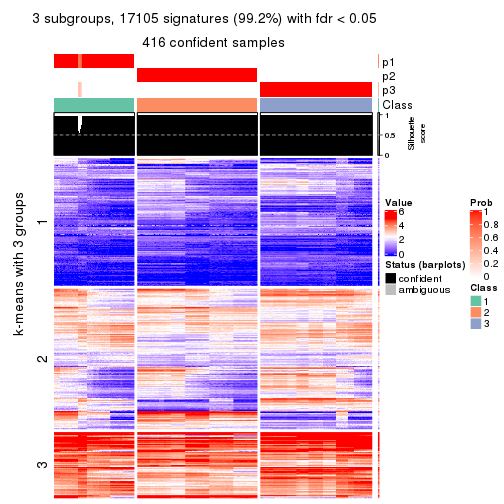 3 subgroups, 17105 signatures (99.2%) with fdr < 0.05
416 confident samples
p1
p2
p3
Class
1
0.5
0
Silhouette
score
k-means with 3 groups
1
2
3
Value
6
4
2
0
Status (barplots)
confident
ambiguous
Prob
1
0.8
0.6
0.4
0.2
0
Class
1
2
3